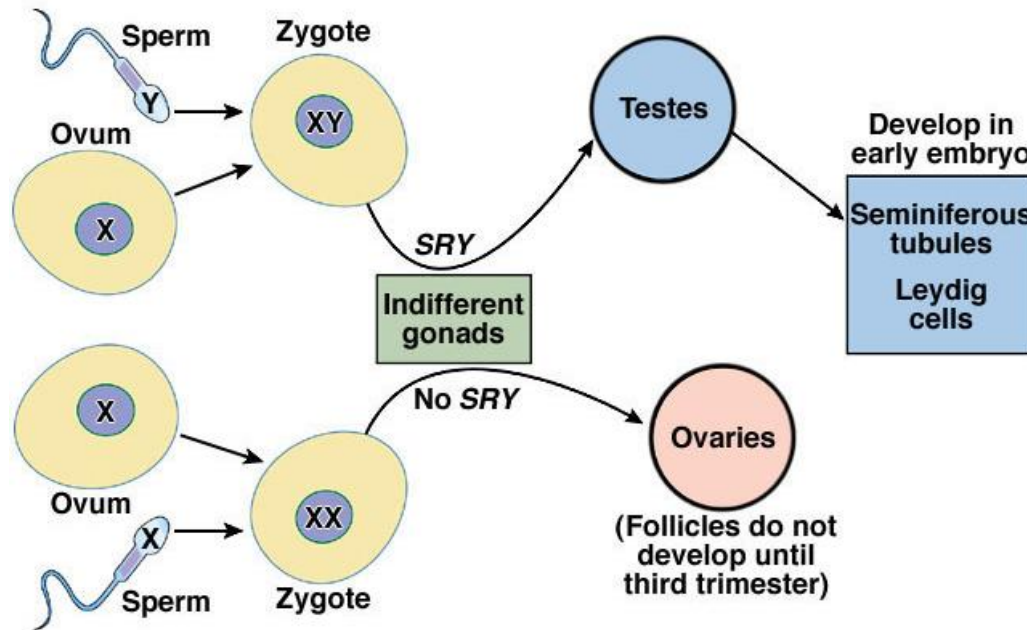 Sperm
Zygote
Y
XY
Ovum
X
Testes
Develop in
early embryo
Seminiferous
tubules
Leydig
cells
SRY
Indifferent
gonads
No SRY
X
Ovum
XX
X
Sperm
Zygote
Ovaries
(Follicles do not
develop until
third trimester)